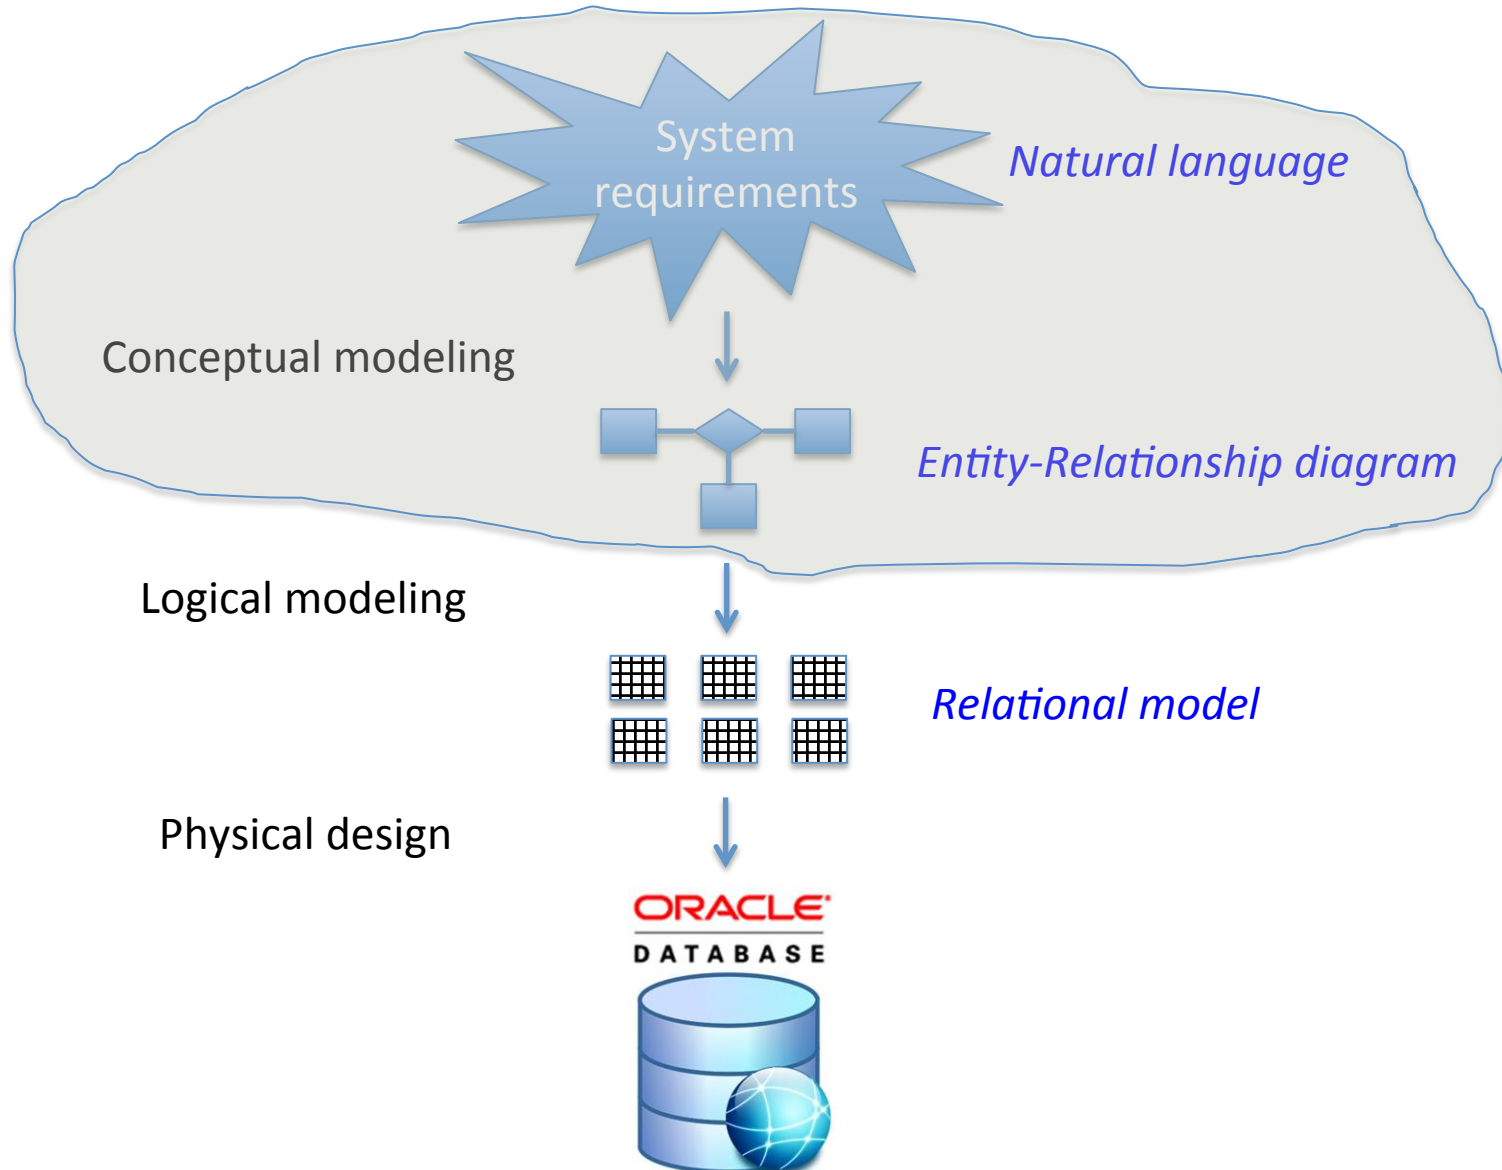 System
requirements
Natural language
Conceptual modeling
Entity-Relationship diagram
Logical modeling
Relational model
Physical design
ORACLE®
DATABASE